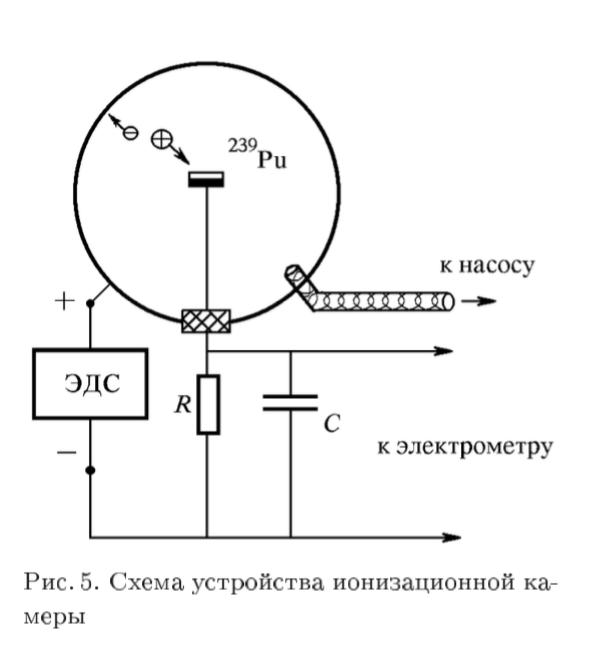 ²³⁹Pu
к насосу
+
ЭДС
R
C
к электрометру
−
Рис. 5. Схема устройства ионизационной ка-
меры